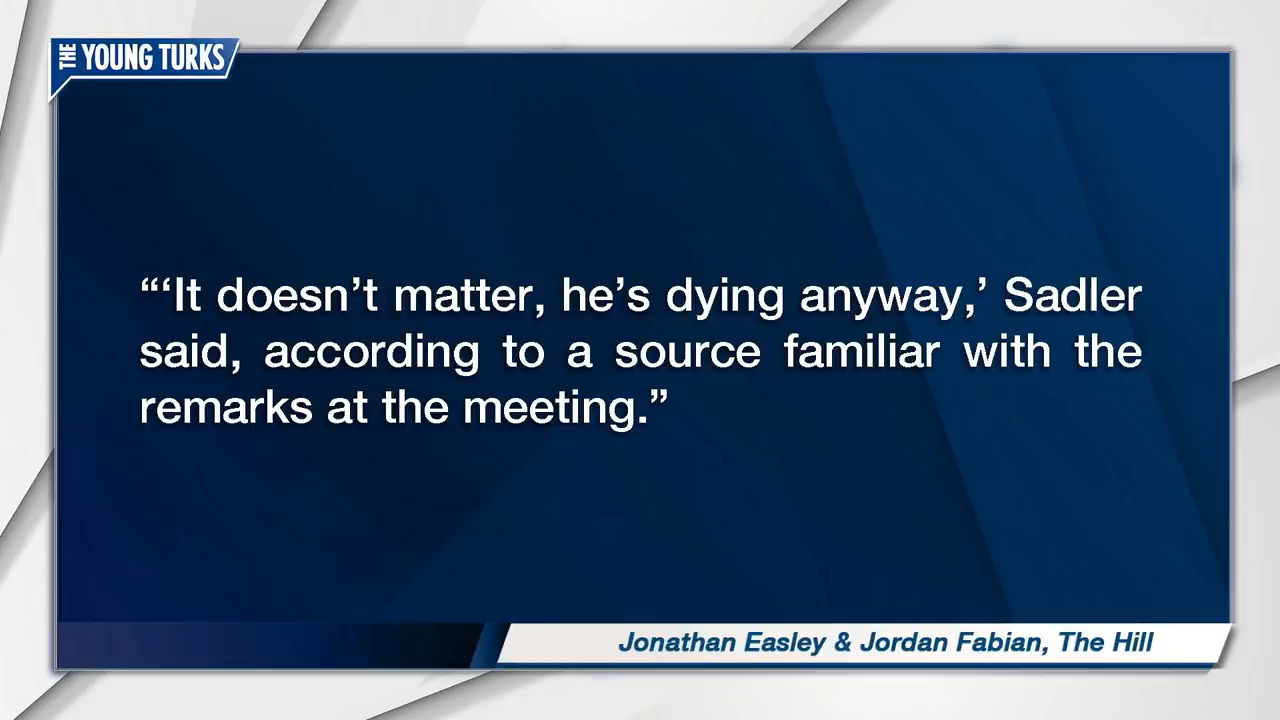 THE YOUNG TURKS
“‘It doesn’t matter, he’s dying anyway,’ Sadler
said, according to a source familiar with the
remarks at the meeting.”
Jonathan Easley & Jordan Fabian, The Hill